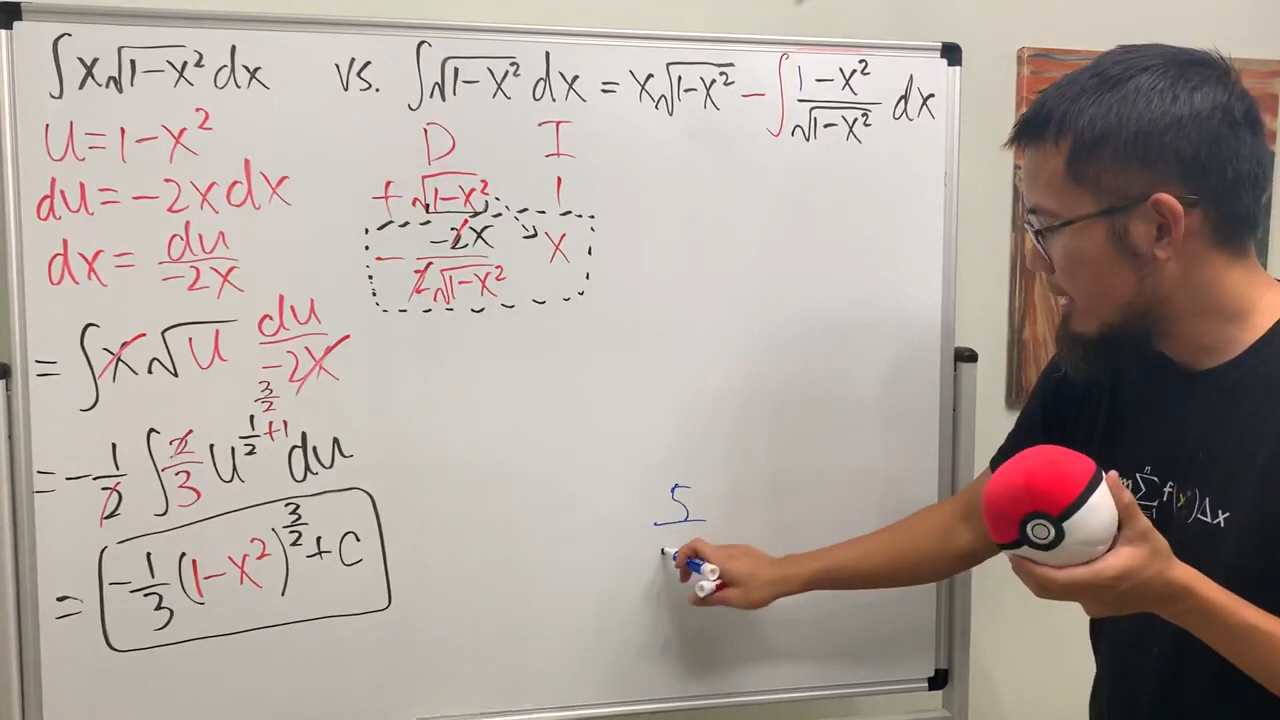 ∫x√(1-x²) dx vs. ∫√(1-x²) dx = x√(1-x²) - ∫(1-x²)/√(1-x²) dx
u=1-x²
du=-2x dx
dx= du/-2x
= ∫x√u du/-2x
= -1/2 ∫ 2/3 u^(1/2 +1) du
3/2
= -1/3 (1-x²)^(3/2) + C
D I
+ √(1-x²) 1
- -2x/2√(1-x²) x
5